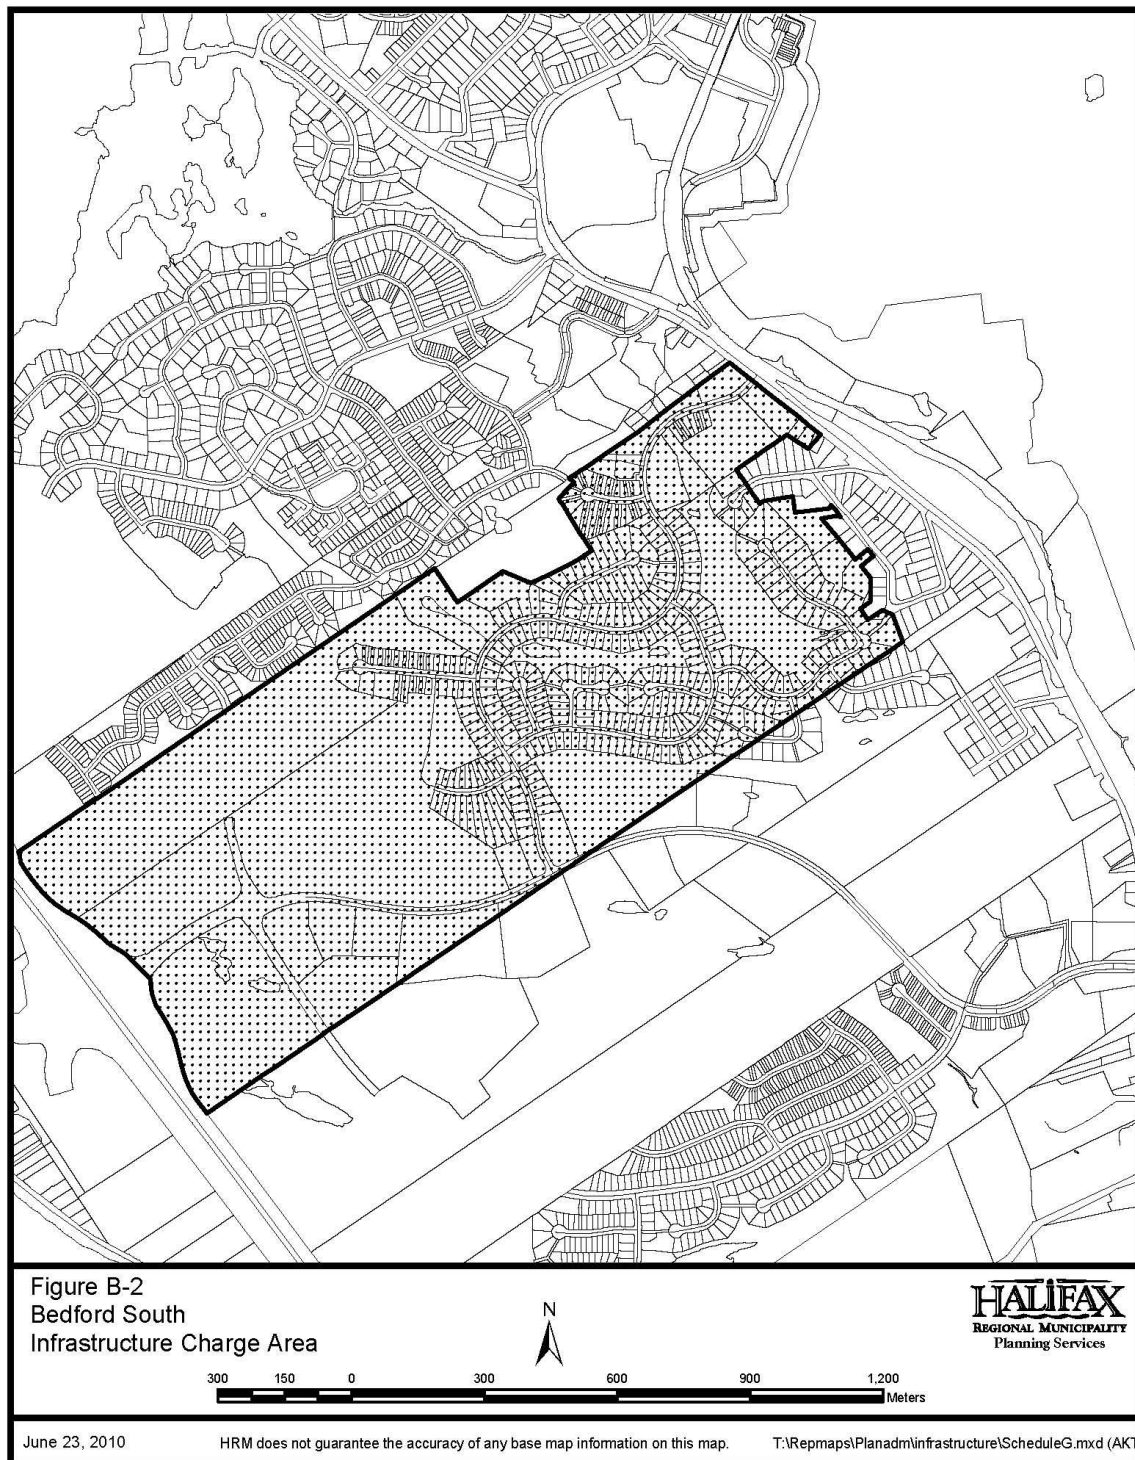 Figure B-2
Bedford South
Infrastructure Charge Area
N
HALIFAX
REGIONAL MUNICIPALITY
Planning Services
300 150 0 300 600 900 1,200
Meters
June 23, 2010
HRM does not guarantee the accuracy of any base map information on this map.
T:\Repmaps\Planadm\infrastructure\ScheduleG.mxd (AKT